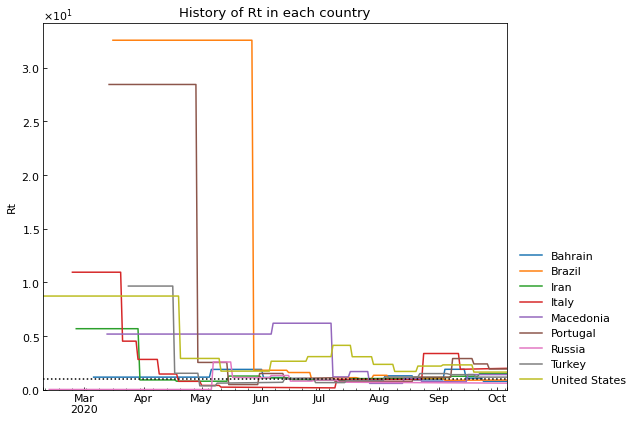 History of Rt in each country
×10¹
3.0
2.5
2.0
1.5
1.0
0.5
0.0
Rt
Mar
2020
Apr
May
Jun
Jul
Aug
Sep
Oct
Bahrain
Brazil
Iran
Italy
Macedonia
Portugal
Russia
Turkey
United States